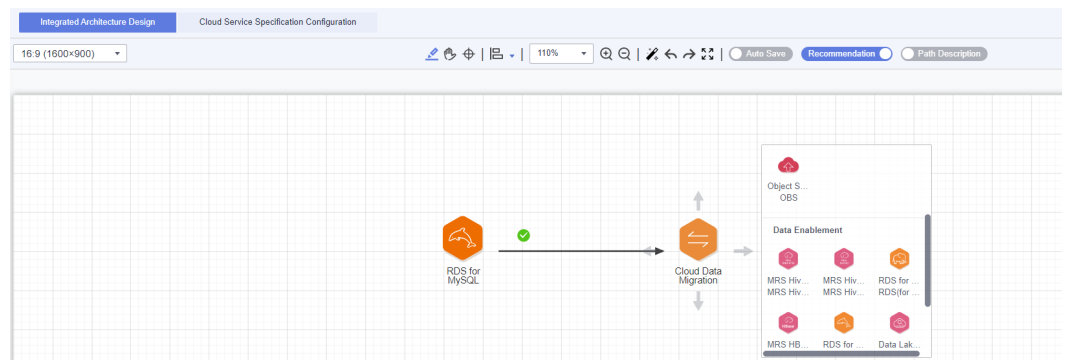 Integrated Architecture Design
Cloud Service Specification Configuration
16:9 (1600×900)
110%
Auto Save
Recommendation
Path Description
Object S...
OBS
Data Enablement
RDS for
MySQL
Cloud Data
Migration
MRS Hiv...
MRS Hiv...
RDS for ...
MRS Hiv...
MRS Hiv...
RDS(for ...
MRS HB...
RDS for ...
Data Lak...